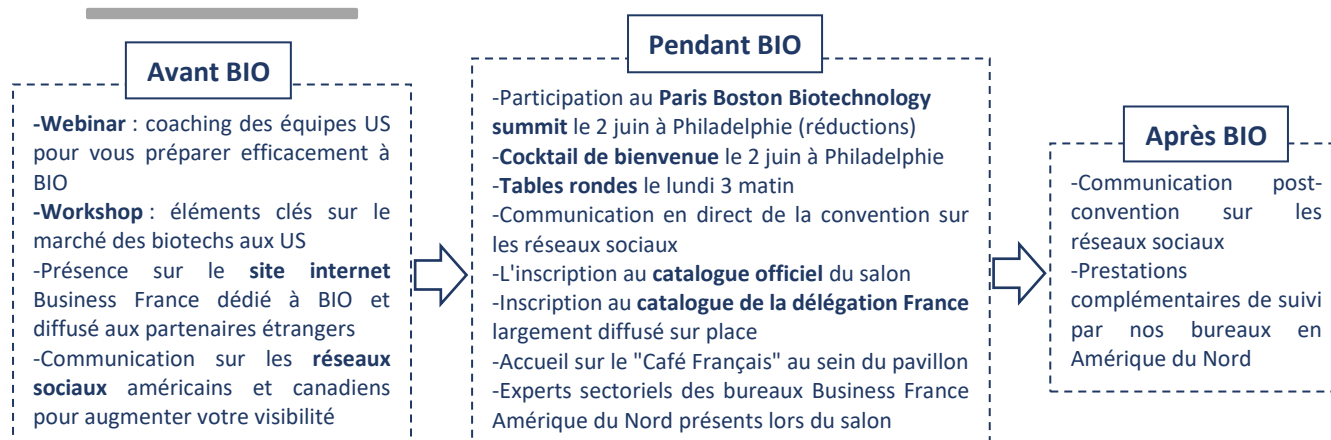 Avant BIO
-Webinar : coaching des équipes US
pour vous préparer efficacement à
BIO
-Workshop : éléments clés sur le
marché des biotechs aux US
-Présence sur le site internet
Business France dédié à BIO et
diffusé aux partenaires étrangers
-Communication sur les réseaux
sociaux américains et canadiens
pour augmenter votre visibilité
Pendant BIO
-Participation au Paris Boston Biotechnology
summit le 2 juin à Philadelphie (réductions)
-Cocktail de bienvenue le 2 juin à Philadelphie
-Tables rondes le lundi 3 matin
-Communication en direct de la convention sur
les réseaux sociaux
-L'inscription au catalogue officiel du salon
-Inscription au catalogue de la délégation France
largement diffusé sur place
-Accueil sur le "Café Français" au sein du pavillon
-Experts sectoriels des bureaux Business France
Amérique du Nord présents lors du salon
Après BIO
-Communication post-
convention sur les
réseaux sociaux
-Prestations
complémentaires de suivi
par nos bureaux en
Amérique du Nord